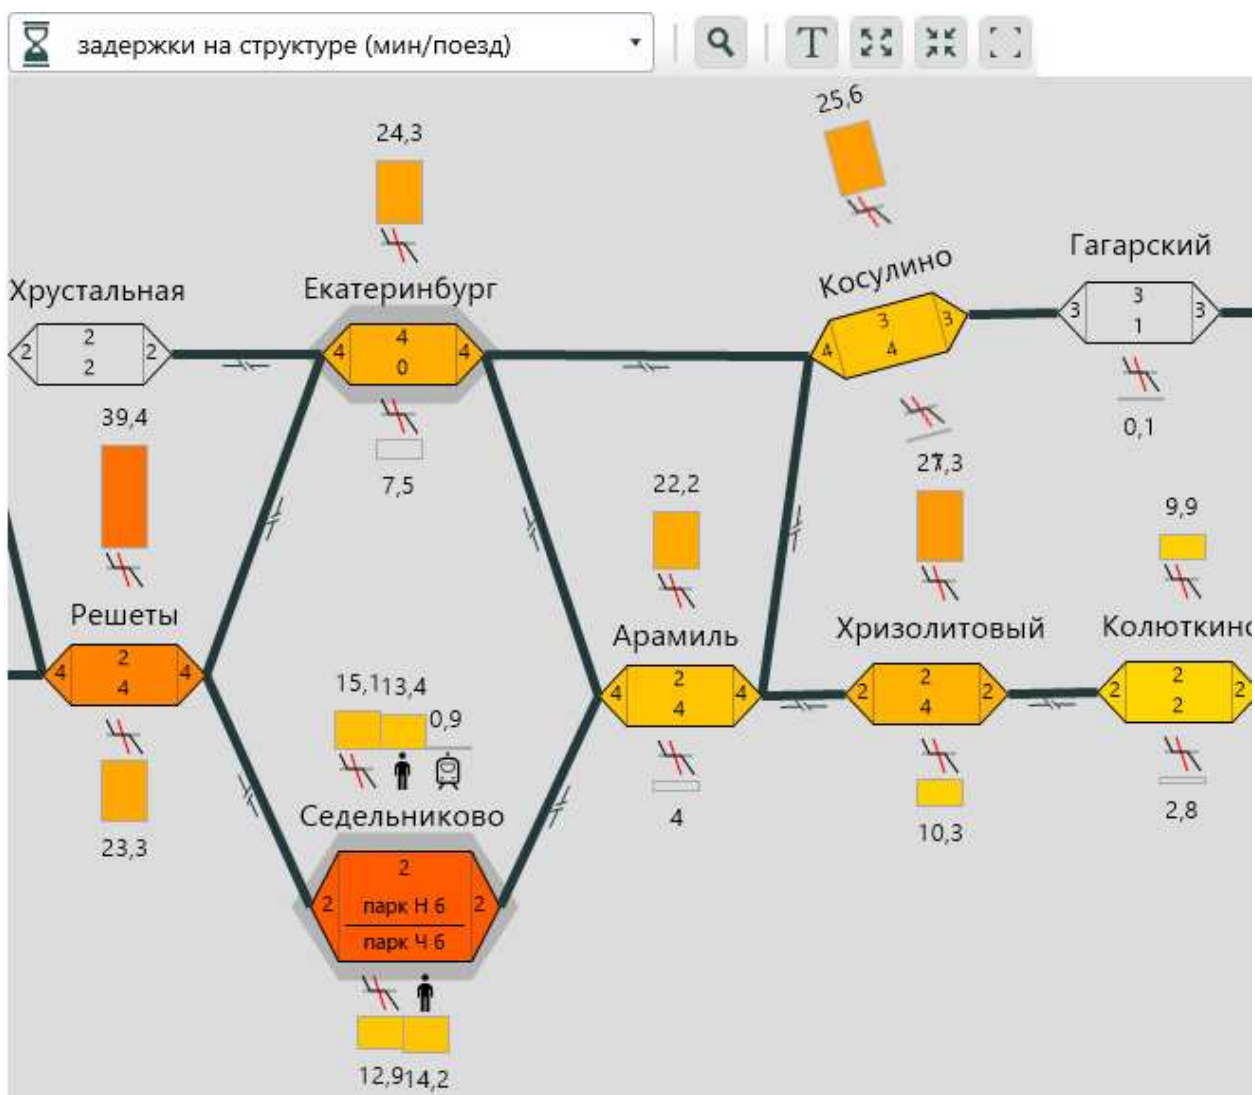 задержки на структуре (мин/поезд)
T
24,3
25,6
Хрустальная
Екатеринбург
Косулино
Гагарский
2 2 2 2
4 4 0 4
4 3 4 3
3 3 1 3
39,4
7,5
0,1
22,2
9,9
Решеты
Арамиль
Хризолитовый
Колюткино
4 2 4 4
4 2 4 4
2 2 4 2
2 2 2 2
15,1 13,4
0,9
23,3
4
10,3
2,8
Седельниково
2
2 парк Н 6 2
парк Ч 6
12,9 14,2